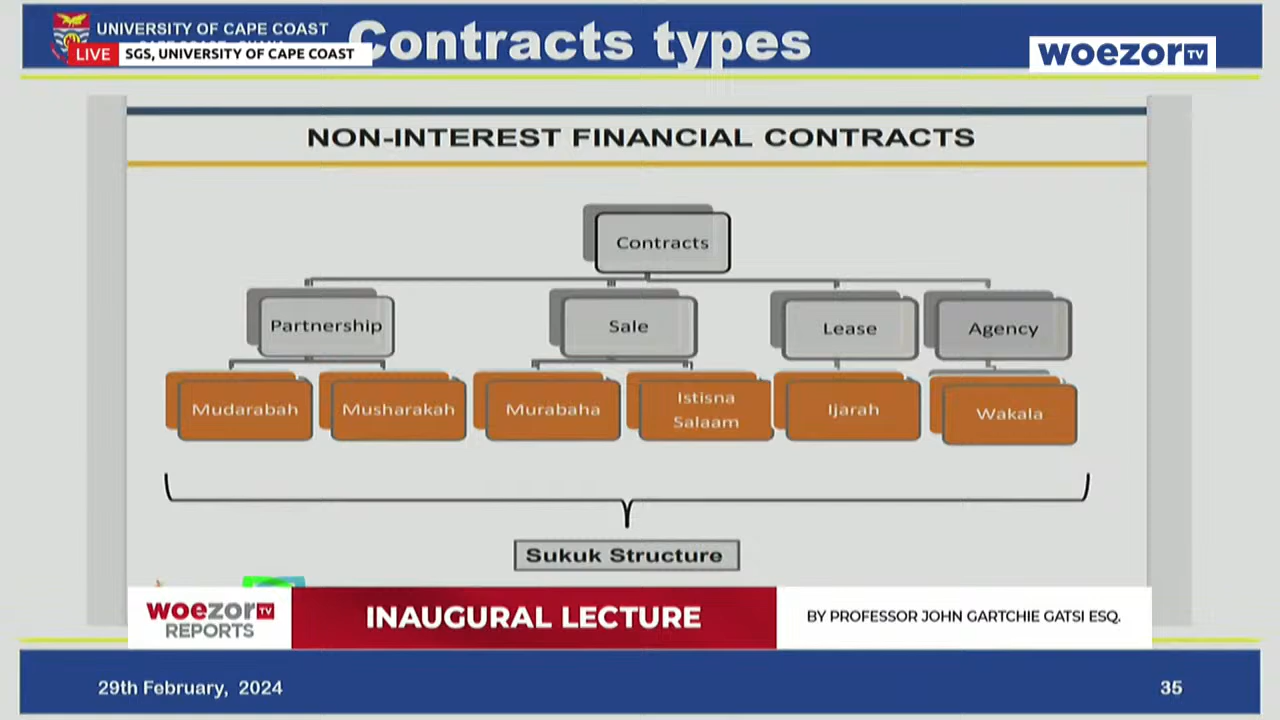 UNIVERSITY OF CAPE COAST
LIVE SGS, UNIVERSITY OF CAPE COAST
Contracts types
woezor TV
NON-INTEREST FINANCIAL CONTRACTS
Contracts
Partnership
Sale
Lease
Agency
Mudarabah
Musharakah
Murabaha
Istisna
Salaam
Ijarah
Wakala
Sukuk Structure
woezor TV
REPORTS
INAUGURAL LECTURE
BY PROFESSOR JOHN GARTCHIE GATSI ESQ.
29th February, 2024
35